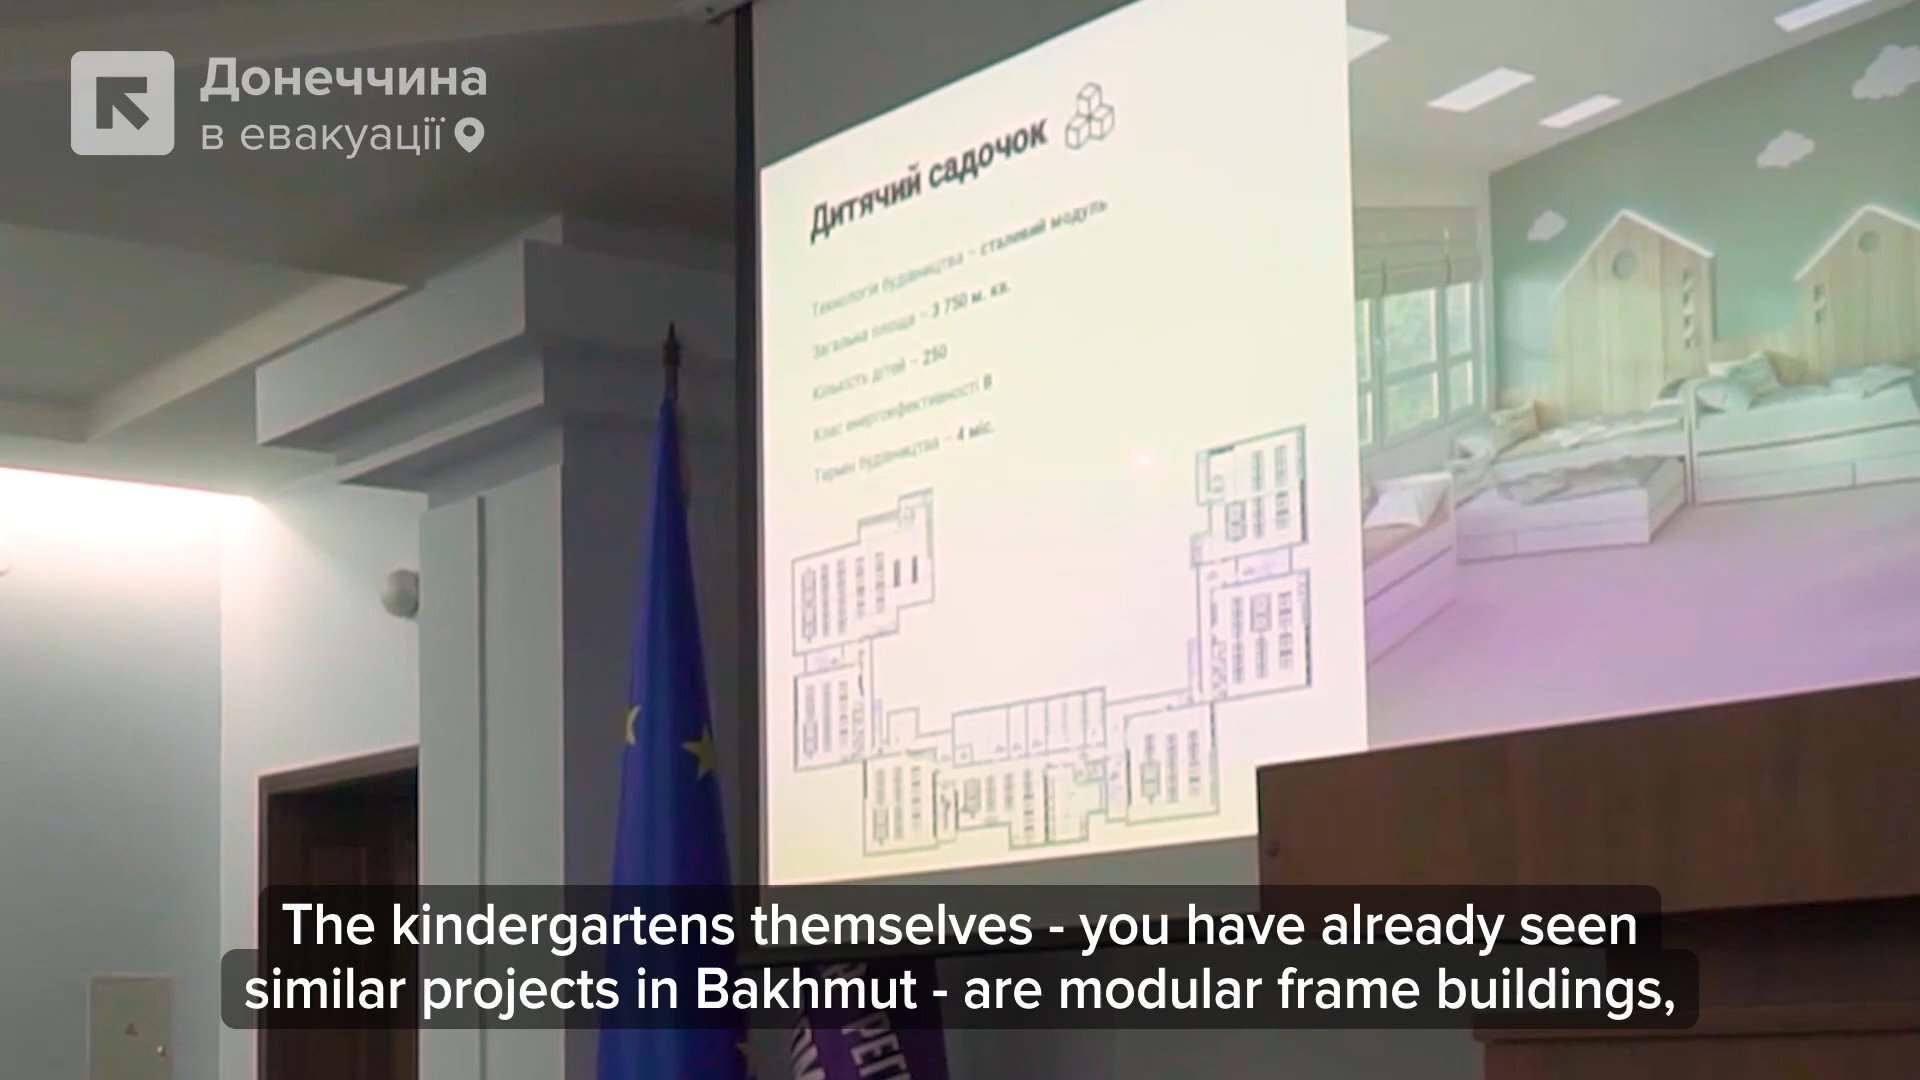 Донеччина
в евакуації
Дитячий садочок
Технологія будівництва – сталевий модуль
Загальна площа – 3 750 м. кв.
Кількість дітей – 250
Клас енергоефективності B
Термін будівництва – 4 міс.
The kindergartens themselves - you have already seen
similar projects in Bakhmut - are modular frame buildings,